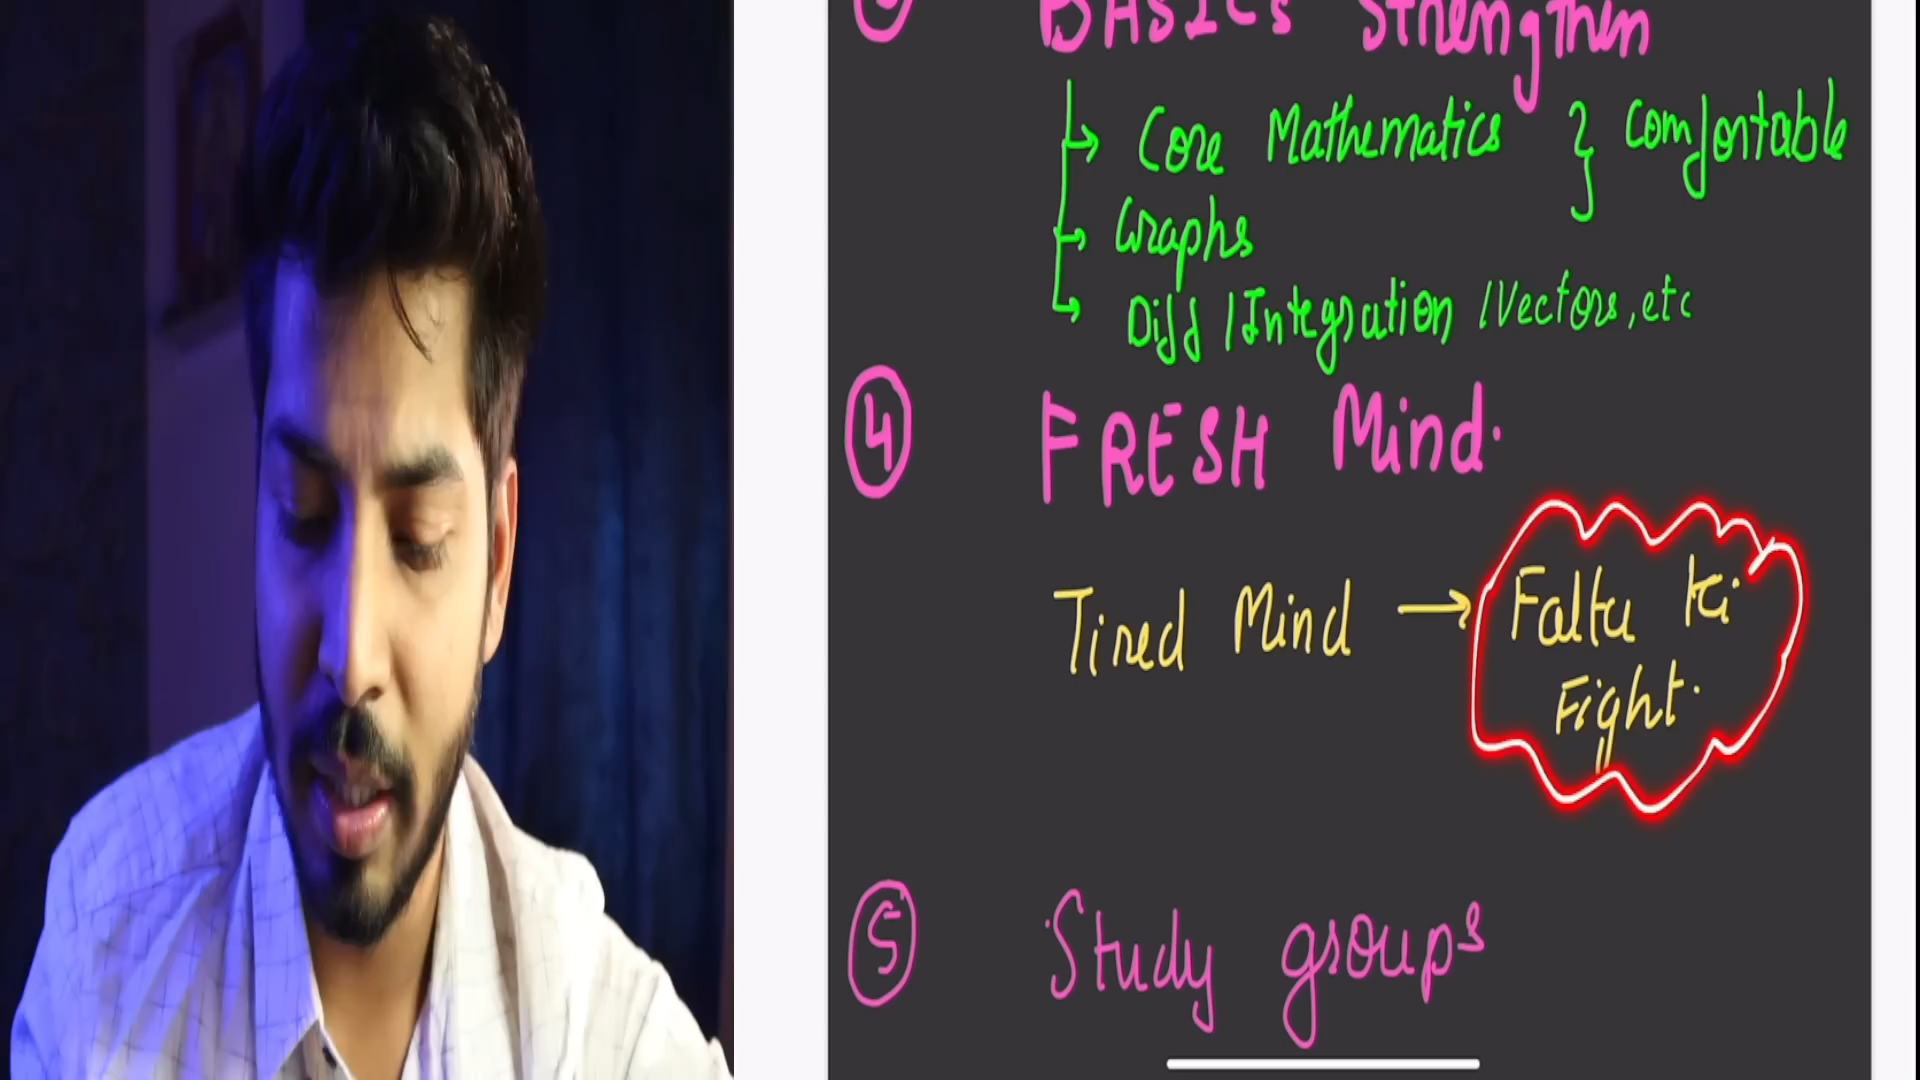 BASICs Strengthen
Core Mathematics } Comfortable
Graphs
Diff / Integration / Vectors, etc
④ FRESH Mind.
Tired Mind → Faltu ki
Fight.
⑤ Study groups